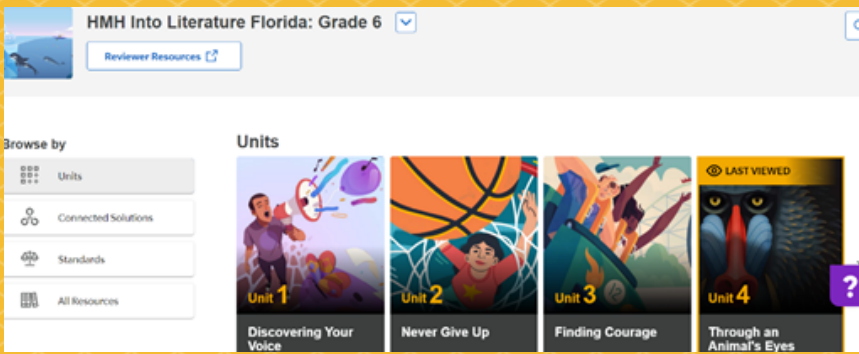 HMH Into Literature Florida: Grade 6
Reviewer Resources
Browse by
Units
Connected Solutions
Standards
All Resources
Units
Unit 1
Discovering Your
Voice
Unit 2
Never Give Up
Unit 3
Finding Courage
LAST VIEWED
Unit 4
Through an
Animal's Eyes
?